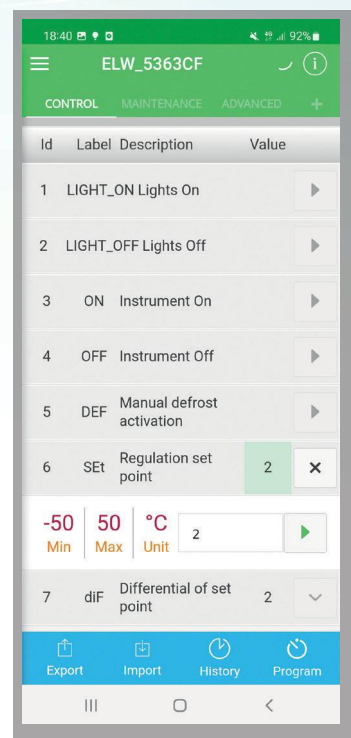 18:40 92%
ELW_5363CF
CONTROL MAINTENANCE ADVANCED +
Id Label Description Value
1 LIGHT_ON Lights On
2 LIGHT_OFF Lights Off
3 ON Instrument On
4 OFF Instrument Off
5 DEF Manual defrost
activation
6 SEt Regulation set
point 2
-50 50 °C 2
Min Max Unit
7 diF Differential of set
point 2
Export Import History Program